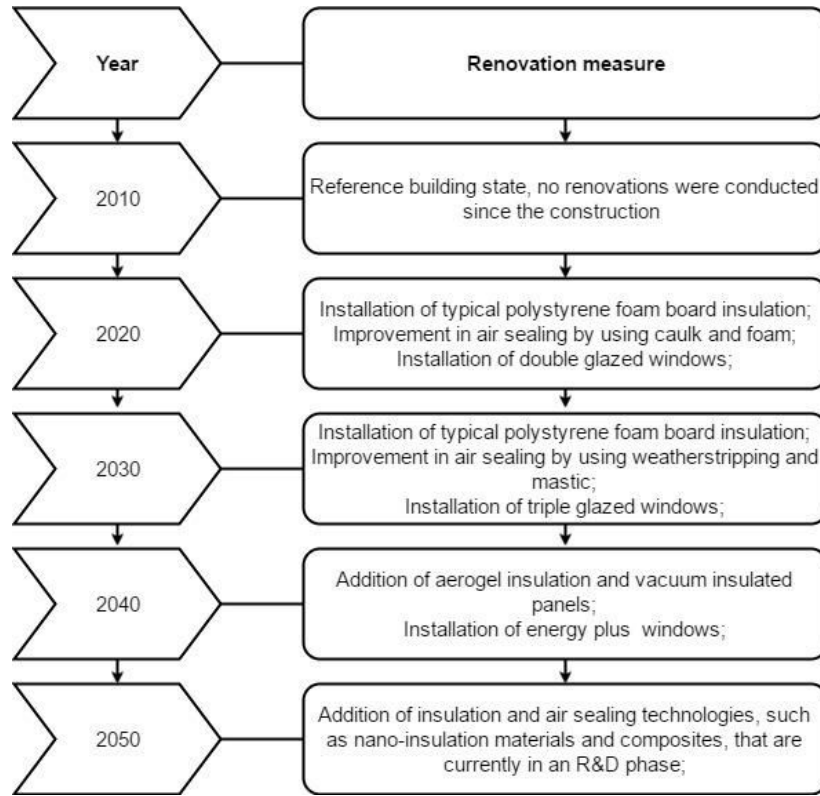 Year
Renovation measure
2010
Reference building state, no renovations were conducted
since the construction
2020
Installation of typical polystyrene foam board insulation;
Improvement in air sealing by using caulk and foam;
Installation of double glazed windows;
2030
Installation of typical polystyrene foam board insulation;
Improvement in air sealing by using weatherstripping and
mastic;
Installation of triple glazed windows;
2040
Addition of aerogel insulation and vacuum insulated
panels;
Installation of energy plus windows;
2050
Addition of insulation and air sealing technologies, such
as nano-insulation materials and composites, that are
currently in an R&D phase;